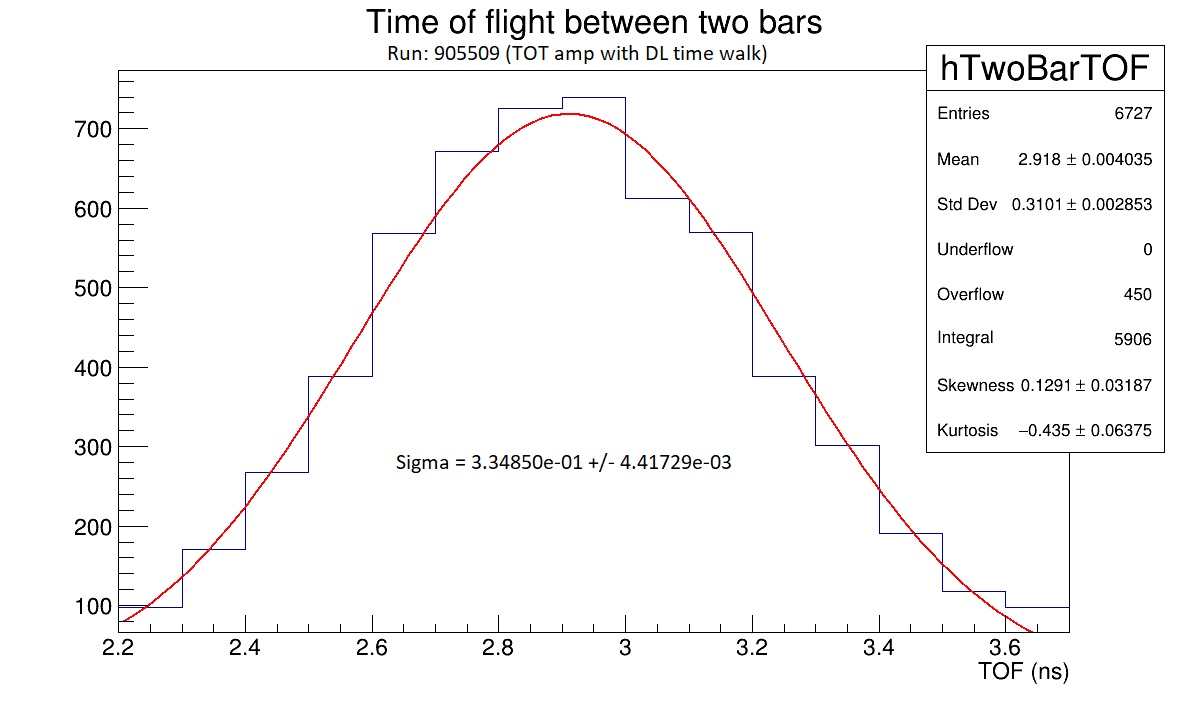 Time of flight between two bars
Run: 905509 (TOT amp with DL time walk)
hTwoBarTOF
Entries 6727
Mean 2.918 ± 0.004035
Std Dev 0.3101 ± 0.002853
Underflow 0
Overflow 450
Integral 5906
Skewness 0.1291 ± 0.03187
Kurtosis −0.435 ± 0.06375
700
600
500
400
300
200
100
Sigma = 3.34850e-01 +/- 4.41729e-03
2.2 2.4 2.6 2.8 3 3.2 3.4 3.6
TOF (ns)